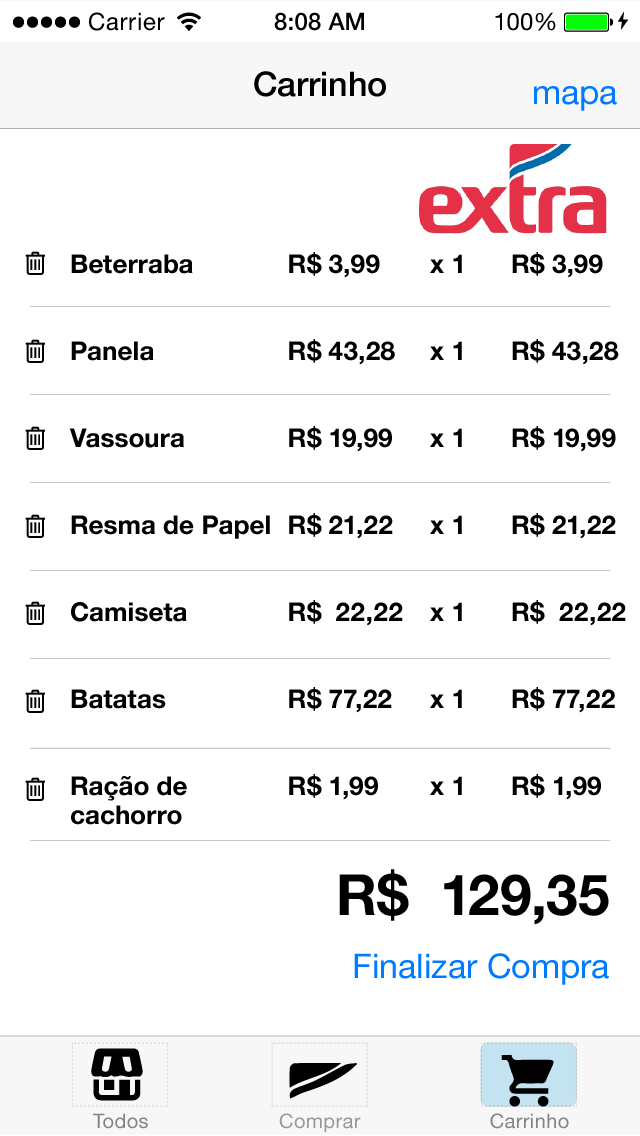 Carrier 8:08 AM 100%
Carrinho
mapa
extra
Beterraba R$ 3,99 x 1 R$ 3,99
Panela R$ 43,28 x 1 R$ 43,28
Vassoura R$ 19,99 x 1 R$ 19,99
Resma de Papel R$ 21,22 x 1 R$ 21,22
Camiseta R$ 22,22 x 1 R$ 22,22
Batatas R$ 77,22 x 1 R$ 77,22
Ração de R$ 1,99 x 1 R$ 1,99
cachorro
R$ 129,35
Finalizar Compra
Todos Comprar Carrinho